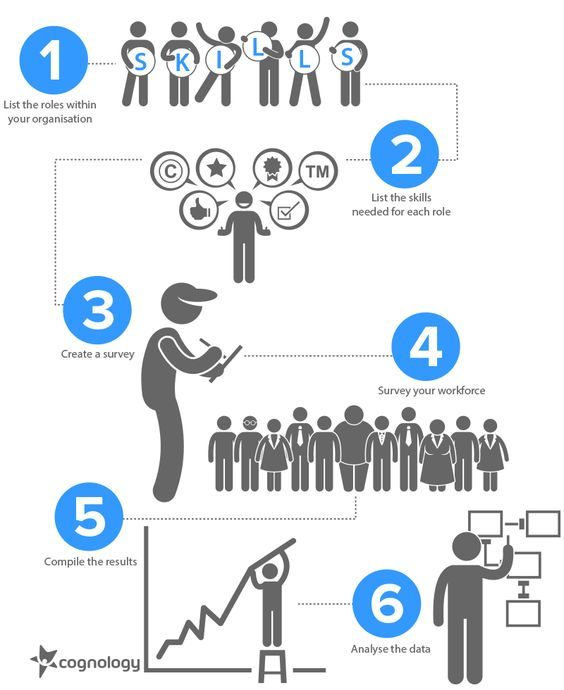 1
SKILLS
List the roles within
your organisation
2
© TM
List the skills
needed for each role
3
Create a survey
4
Survey your workforce
5
Compile the results
6
Analyse the data
cognology